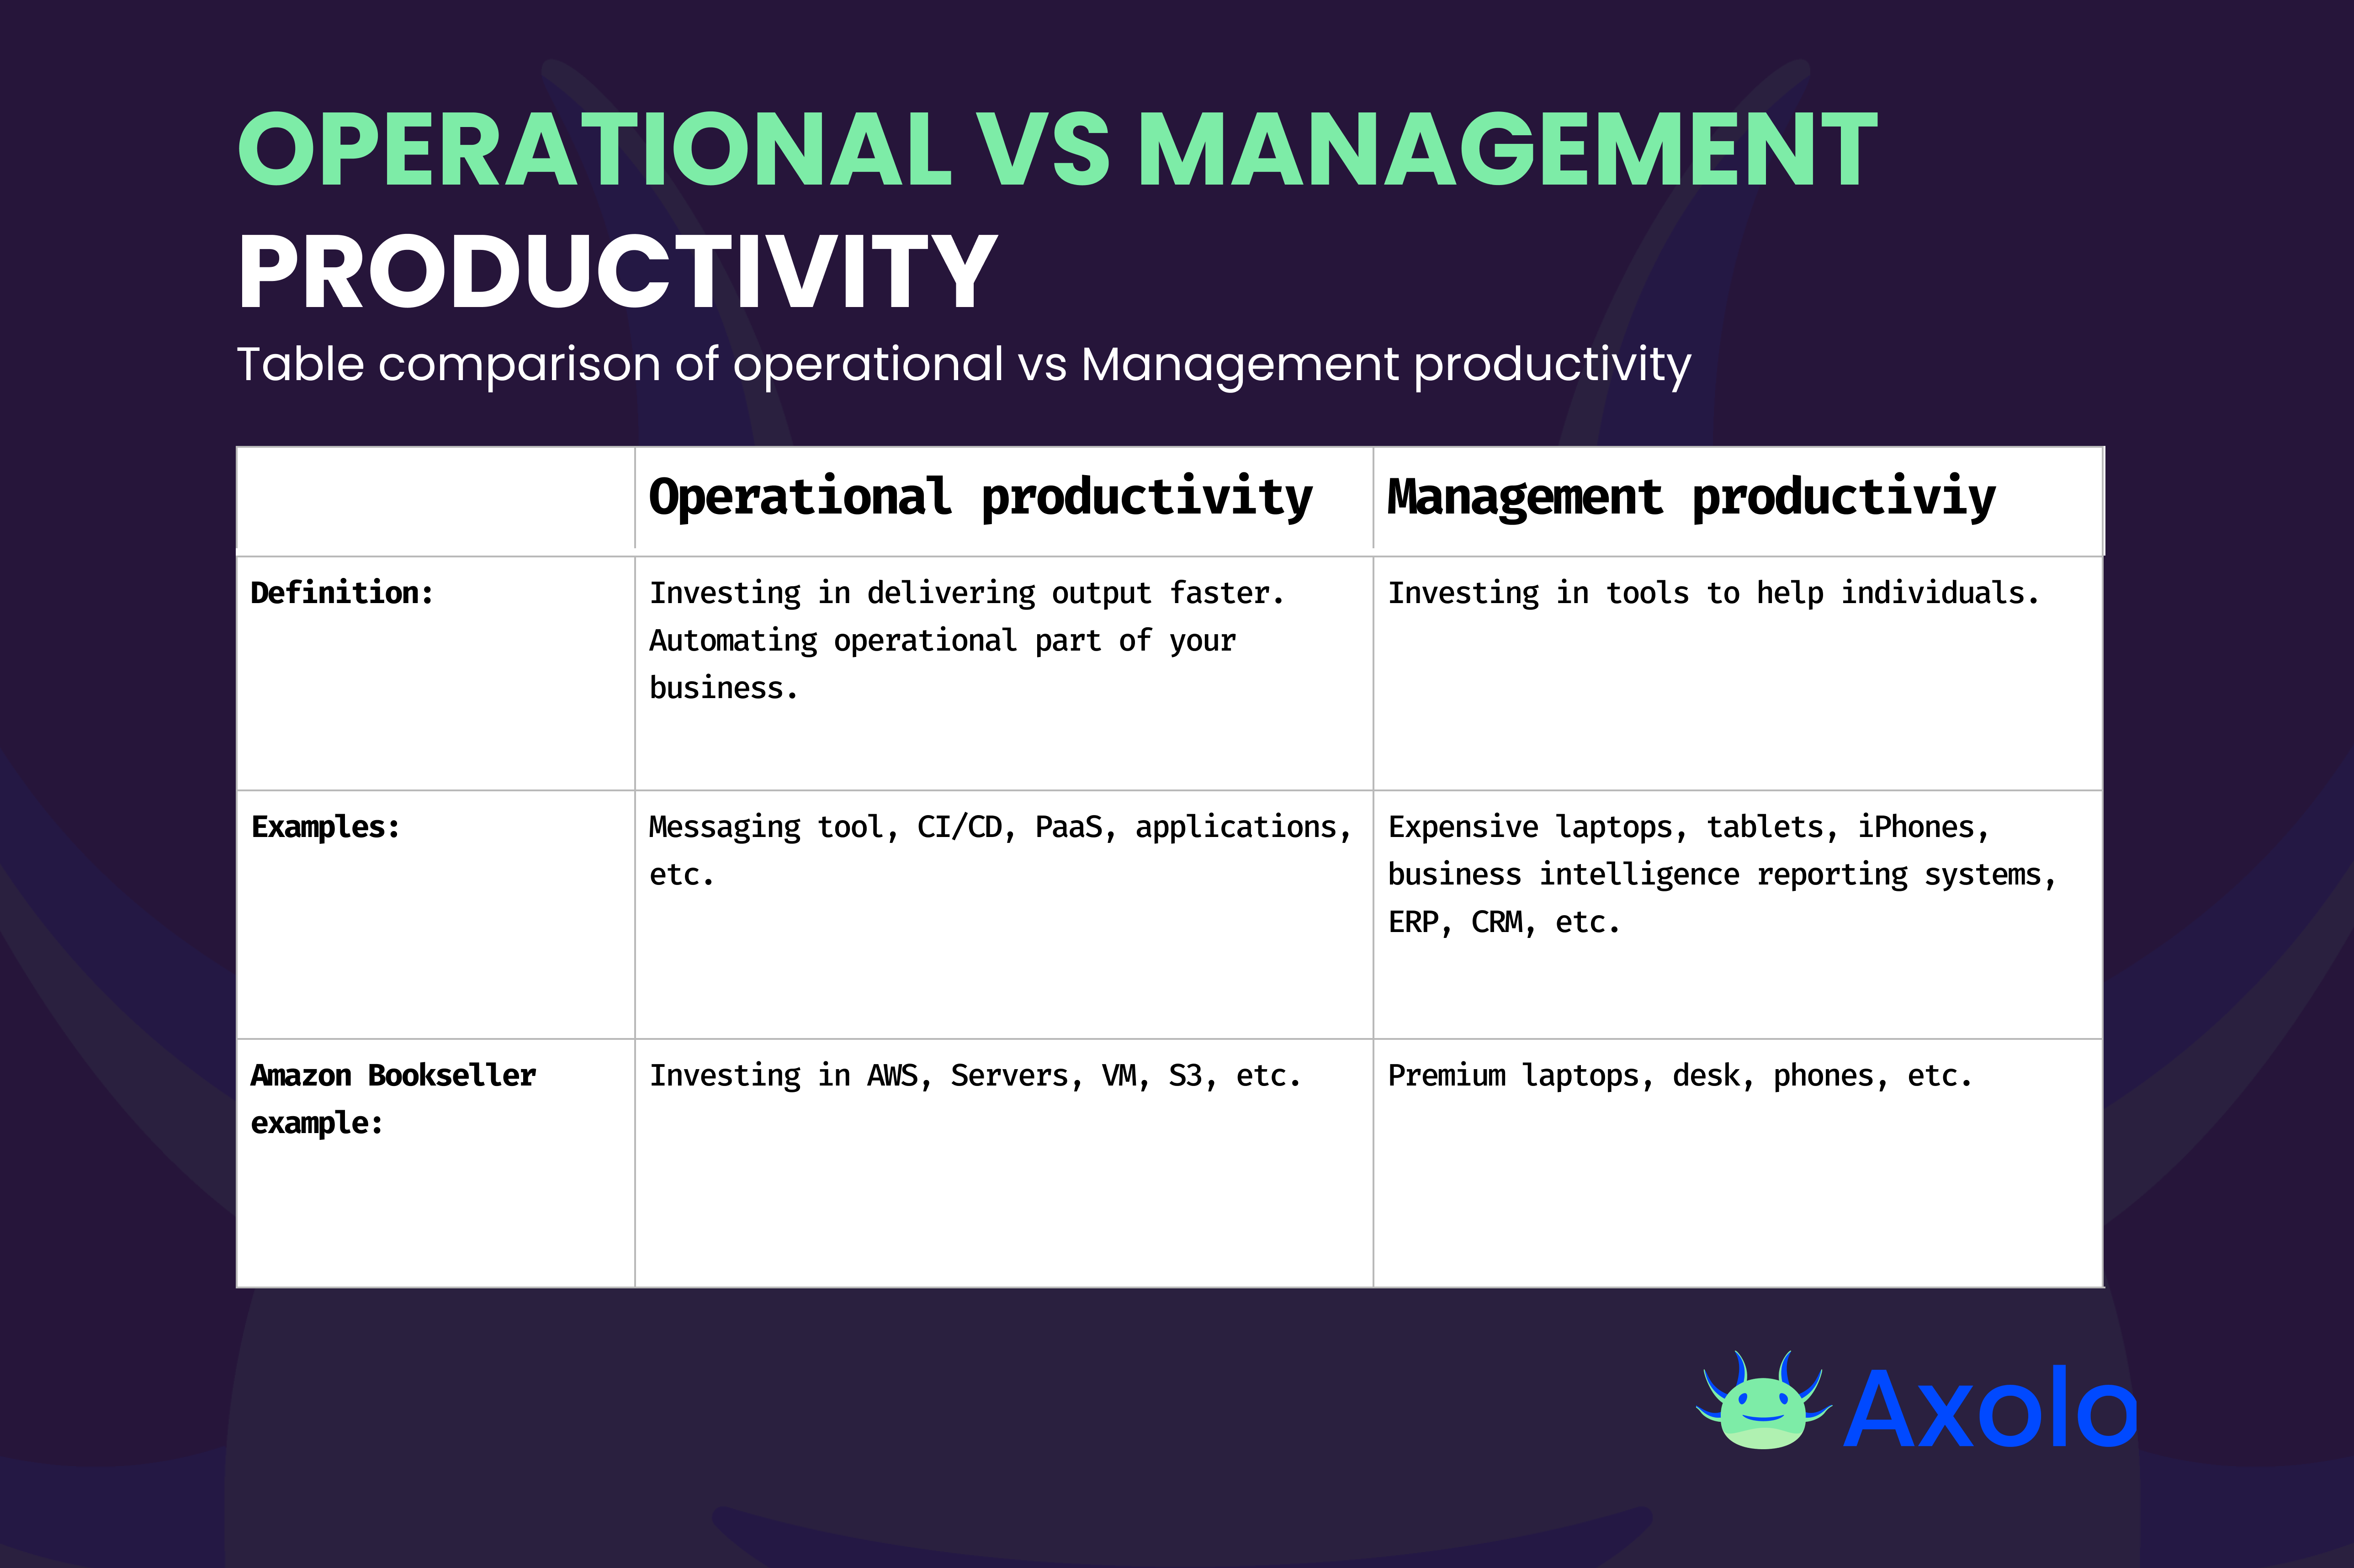 OPERATIONAL VS MANAGEMENT
PRODUCTIVITY
Table comparison of operational vs Management productivity
Operational productivity
Management productiviy
Definition:
Investing in delivering output faster.
Automating operational part of your
business.
Investing in tools to help individuals.
Examples:
Messaging tool, CI/CD, PaaS, applications,
etc.
Expensive laptops, tablets, iPhones,
business intelligence reporting systems,
ERP, CRM, etc.
Amazon Bookseller
example:
Investing in AWS, Servers, VM, S3, etc.
Premium laptops, desk, phones, etc.
Axolo